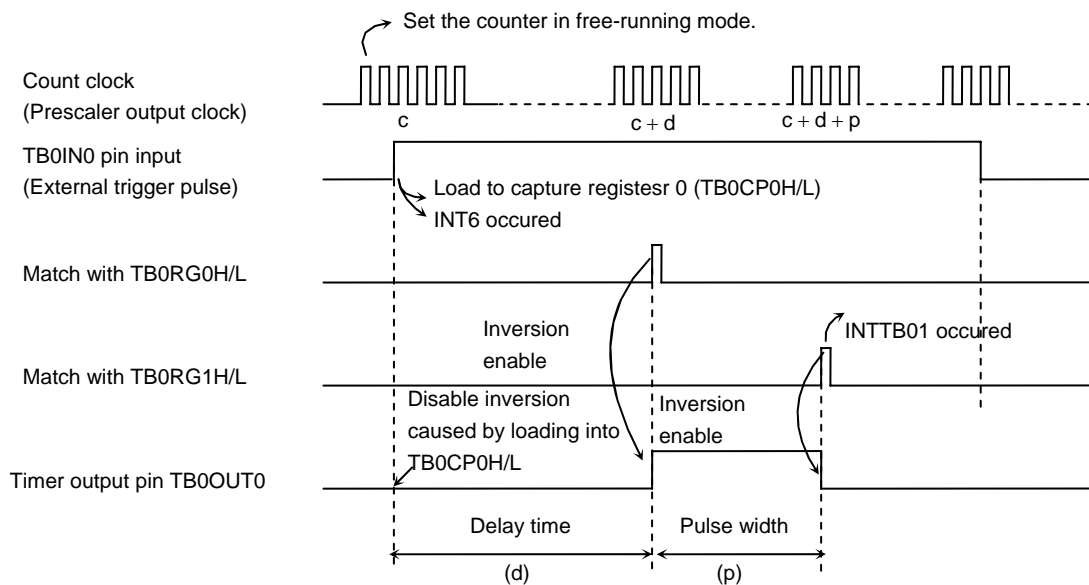 Set the counter in free-running mode.
Count clock
(Prescaler output clock)
c
c + d
c + d + p
TB0IN0 pin input
(External trigger pulse)
Load to capture registesr 0 (TB0CP0H/L)
INT6 occured
Match with TB0RG0H/L
Inversion
enable
INTTB01 occured
Match with TB0RG1H/L
Disable inversion
caused by loading into
TB0CP0H/L
Inversion
enable
Timer output pin TB0OUT0
Delay time
Pulse width
(d)
(p)